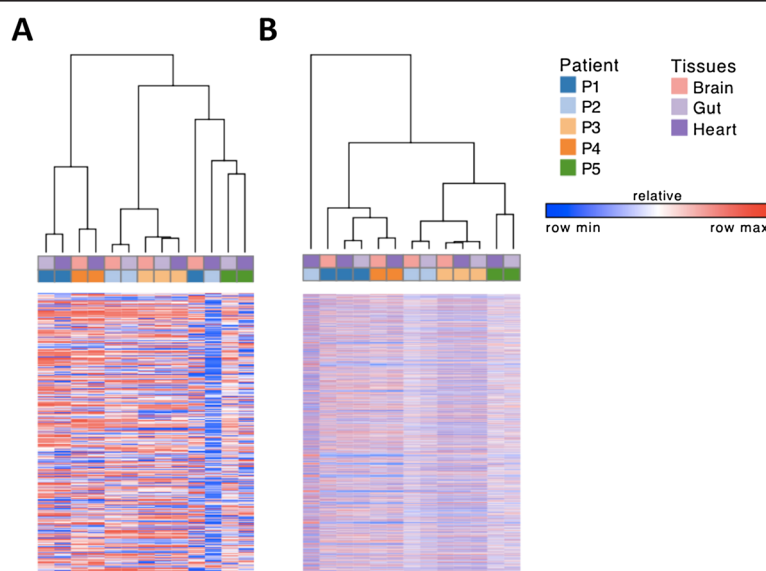 A
B
Patient
P1
P2
P3
P4
P5
Tissues
Brain
Gut
Heart
relative
row min
row max